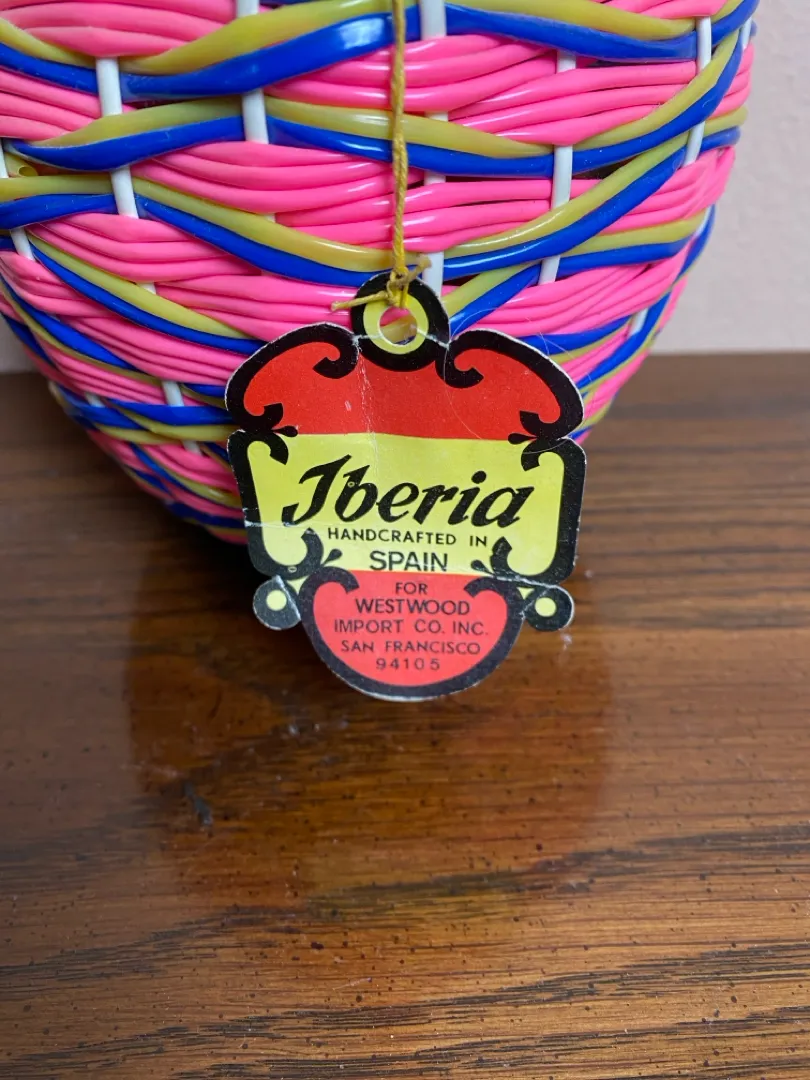 Iberia
HANDCRAFTED IN
SPAIN
FOR
WESTWOOD
IMPORT CO. INC.
SAN FRANCISCO
94105